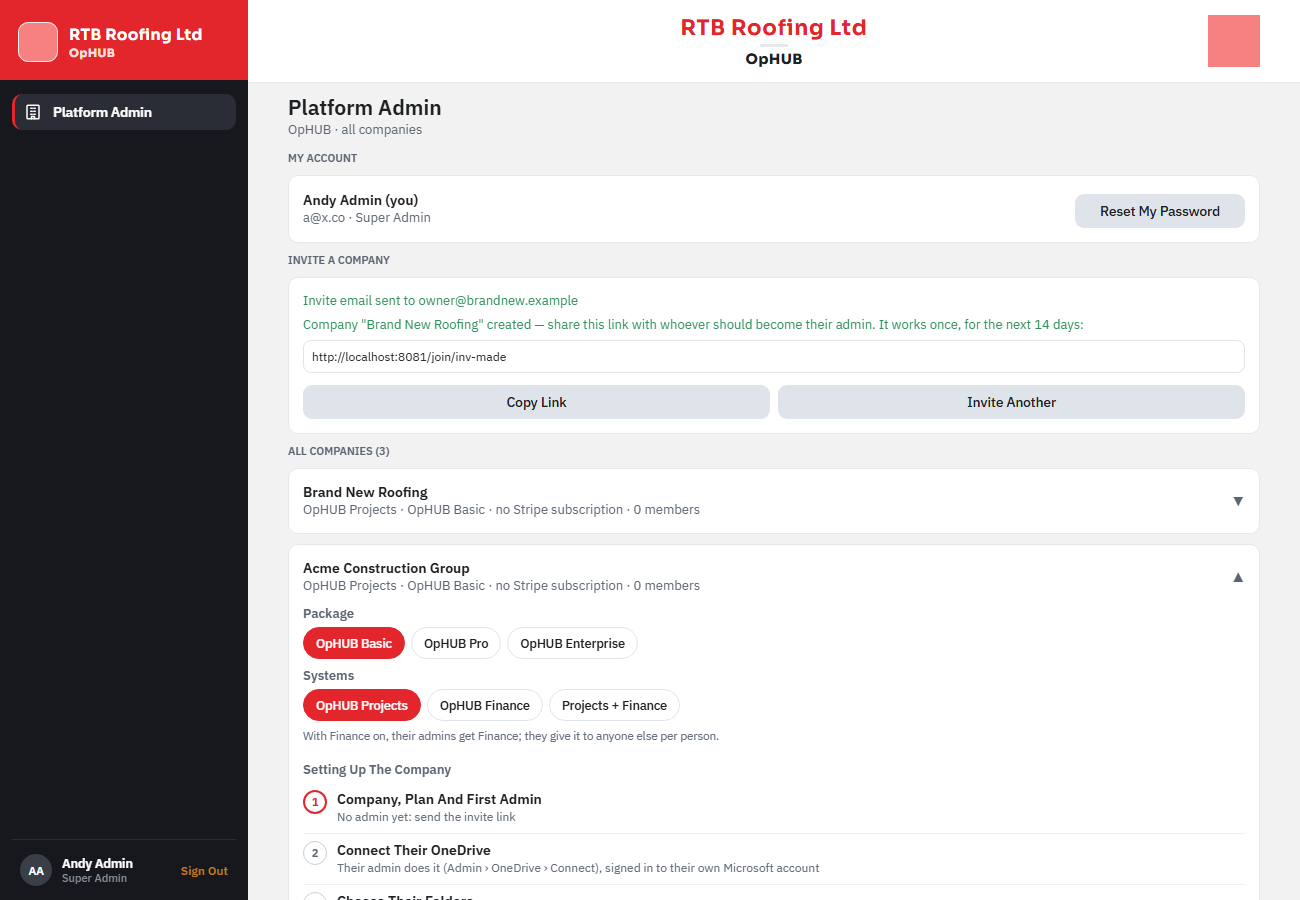 RTB Roofing Ltd
OpHUB
Platform Admin
AA
Andy Admin
Super Admin
Sign Out
RTB Roofing Ltd
OpHUB
Platform Admin
OpHUB · all companies
MY ACCOUNT
Andy Admin (you)
a@x.co · Super Admin
Reset My Password
INVITE A COMPANY
Invite email sent to owner@brandnew.example
Company "Brand New Roofing" created — share this link with whoever should become their admin. It works once, for the next 14 days:
http://localhost:8081/join/inv-made
Copy Link
Invite Another
ALL COMPANIES (3)
Brand New Roofing
OpHUB Projects · OpHUB Basic · no Stripe subscription · 0 members
▼
Acme Construction Group
OpHUB Projects · OpHUB Basic · no Stripe subscription · 0 members
▲
Package
OpHUB Basic
OpHUB Pro
OpHUB Enterprise
Systems
OpHUB Projects
OpHUB Finance
Projects + Finance
With Finance on, their admins get Finance; they give it to anyone else per person.
Setting Up The Company
1
Company, Plan And First Admin
No admin yet: send the invite link
2
Connect Their OneDrive
Their admin does it (Admin › OneDrive › Connect), signed in to their own Microsoft account
Choose Their Folders